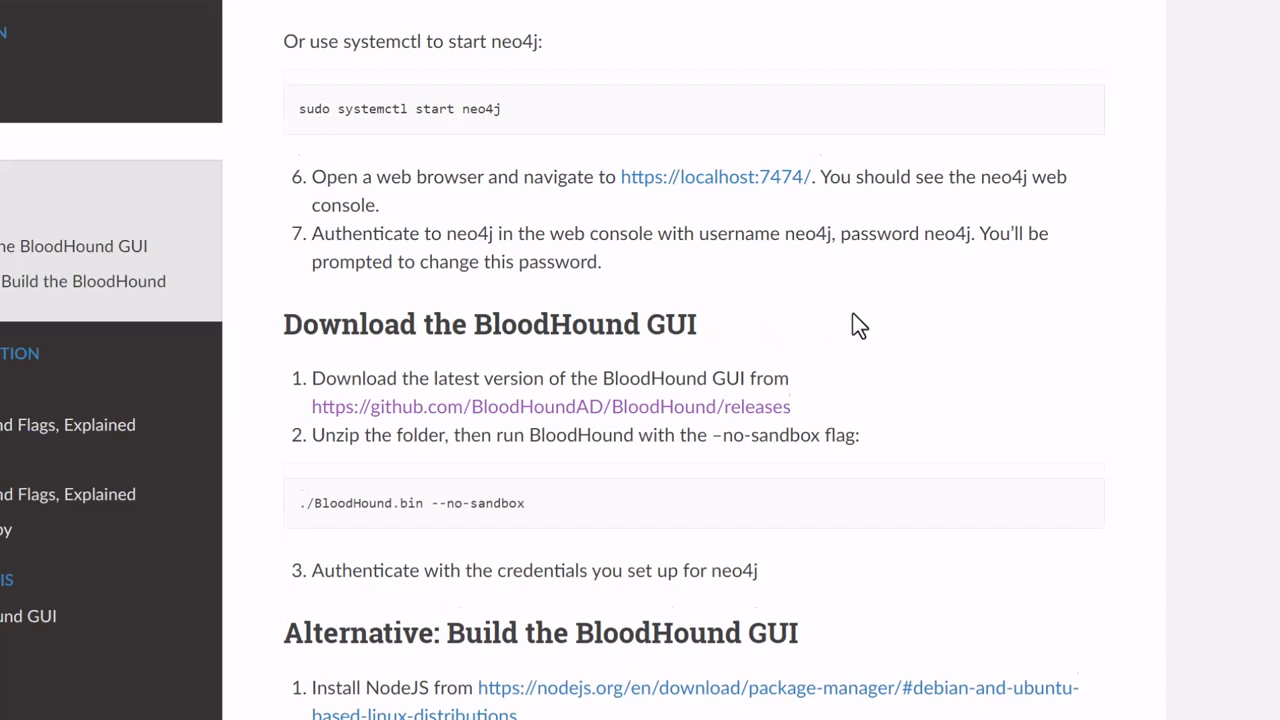 N
he BloodHound GUI
Build the BloodHound
TION
nd Flags, Explained
nd Flags, Explained
py
IS
und GUI
Or use systemctl to start neo4j:
sudo systemctl start neo4j
6. Open a web browser and navigate to https://localhost:7474/. You should see the neo4j web
console.
7. Authenticate to neo4j in the web console with username neo4j, password neo4j. You’ll be
prompted to change this password.
Download the BloodHound GUI
1. Download the latest version of the BloodHound GUI from
https://github.com/BloodHoundAD/BloodHound/releases
2. Unzip the folder, then run BloodHound with the –no-sandbox flag:
./BloodHound.bin --no-sandbox
3. Authenticate with the credentials you set up for neo4j
Alternative: Build the BloodHound GUI
1. Install NodeJS from https://nodejs.org/en/download/package-manager/#debian-and-ubuntu-
based-linux-distributions